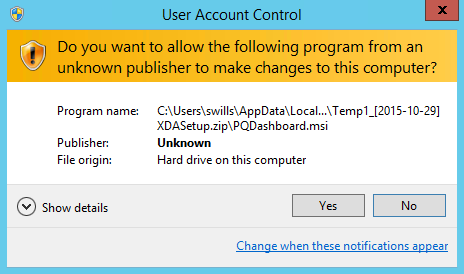 User Account Control
Do you want to allow the following program from an
unknown publisher to make changes to this computer?
Program name: C:\Users\swills\AppData\Local...\Temp1_[2015-10-29]
XDASetup.zip\PQDashboard.msi
Publisher: Unknown
File origin: Hard drive on this computer
Show details
Yes
No
Change when these notifications appear